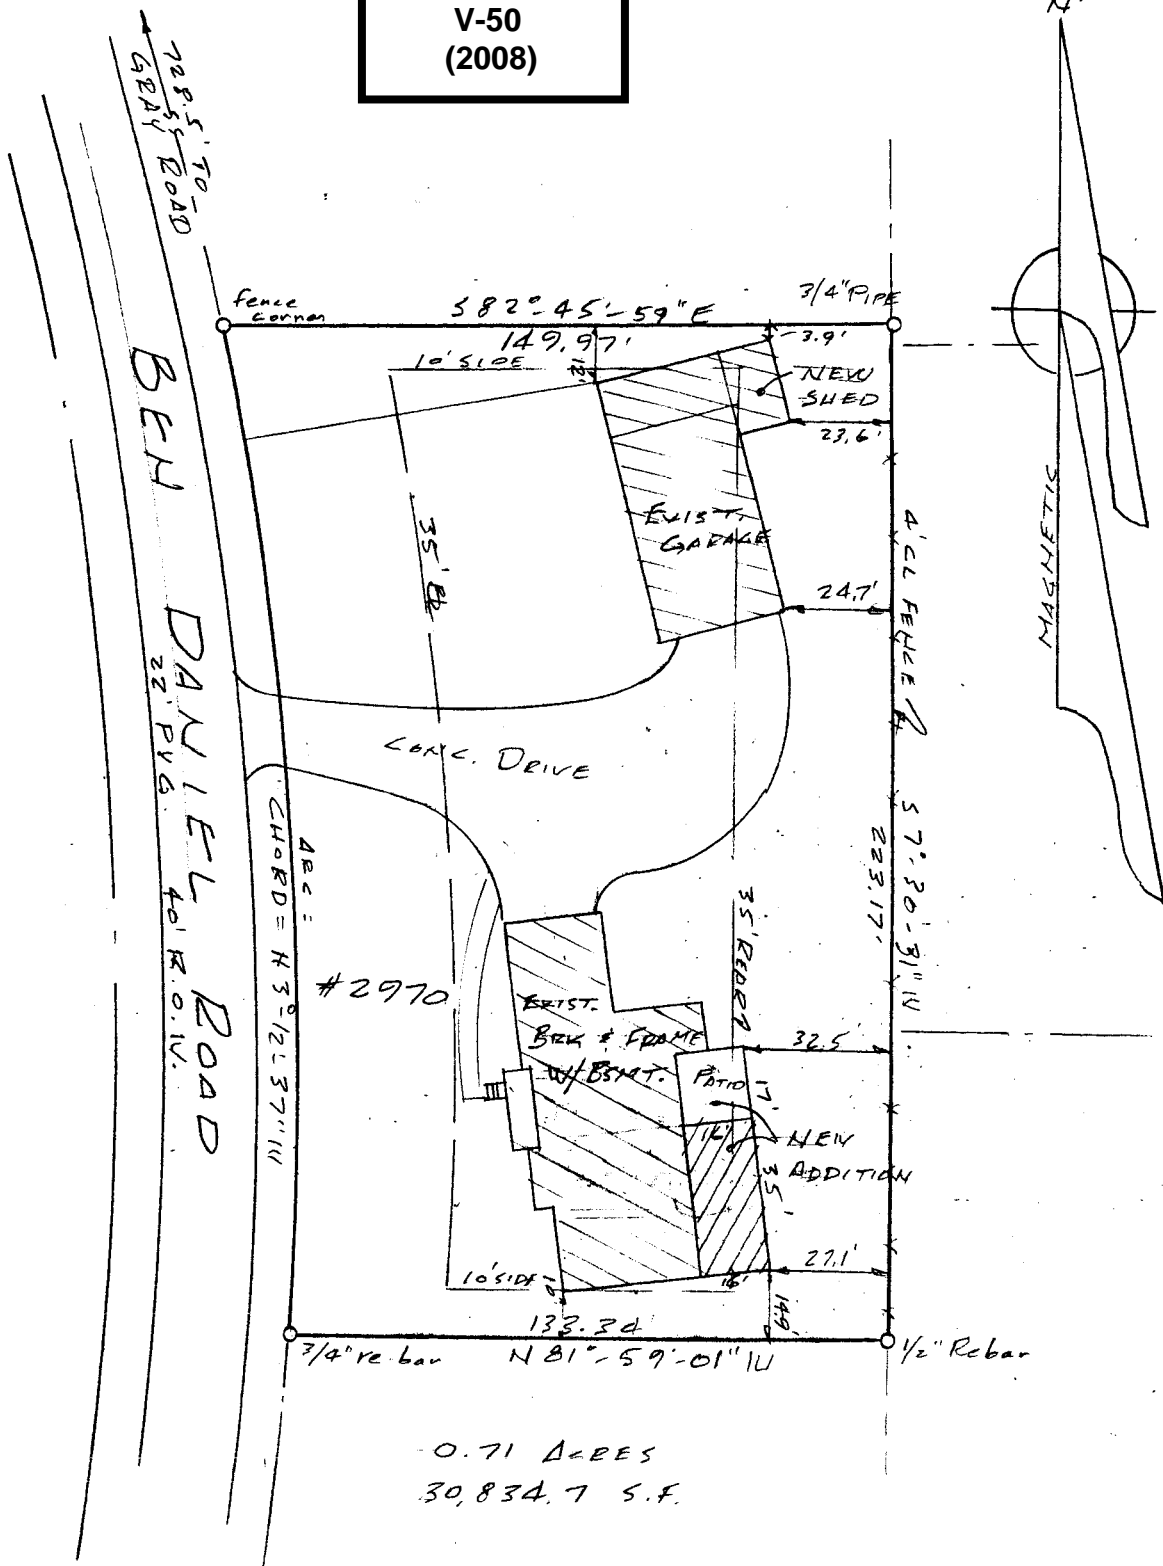 V-50
(2008)
N
728.5' TO
GRAY ROAD
fence
corner
S 82°-45'-59" E
149.97'
3/4" PIPE
3.9'
10' SIDE
12'
NEW
SHED
23.6'
EXIST.
GARAGE
24.7'
4' CL FENCE
MAGNETIC
35'
BEN DANIEL ROAD
22' PVG.
40' R.O.W.
CONC. DRIVE
ARC =
CHORD = N 3°-12'-37" W
S 7°-30'-31" W
223.17'
#2970
EXIST.
BRK & FRAME
W/BSMT.
35' REAR
32.5'
PATIO
17'
16'
NEW
ADDITION
35'
27.1'
10' SIDE
10'
16'
14.9'
133.34
3/4" re-bar
N 81°-59'-01" W
1/2" Rebar
0.71 ACRES
30,834.7 S.F.